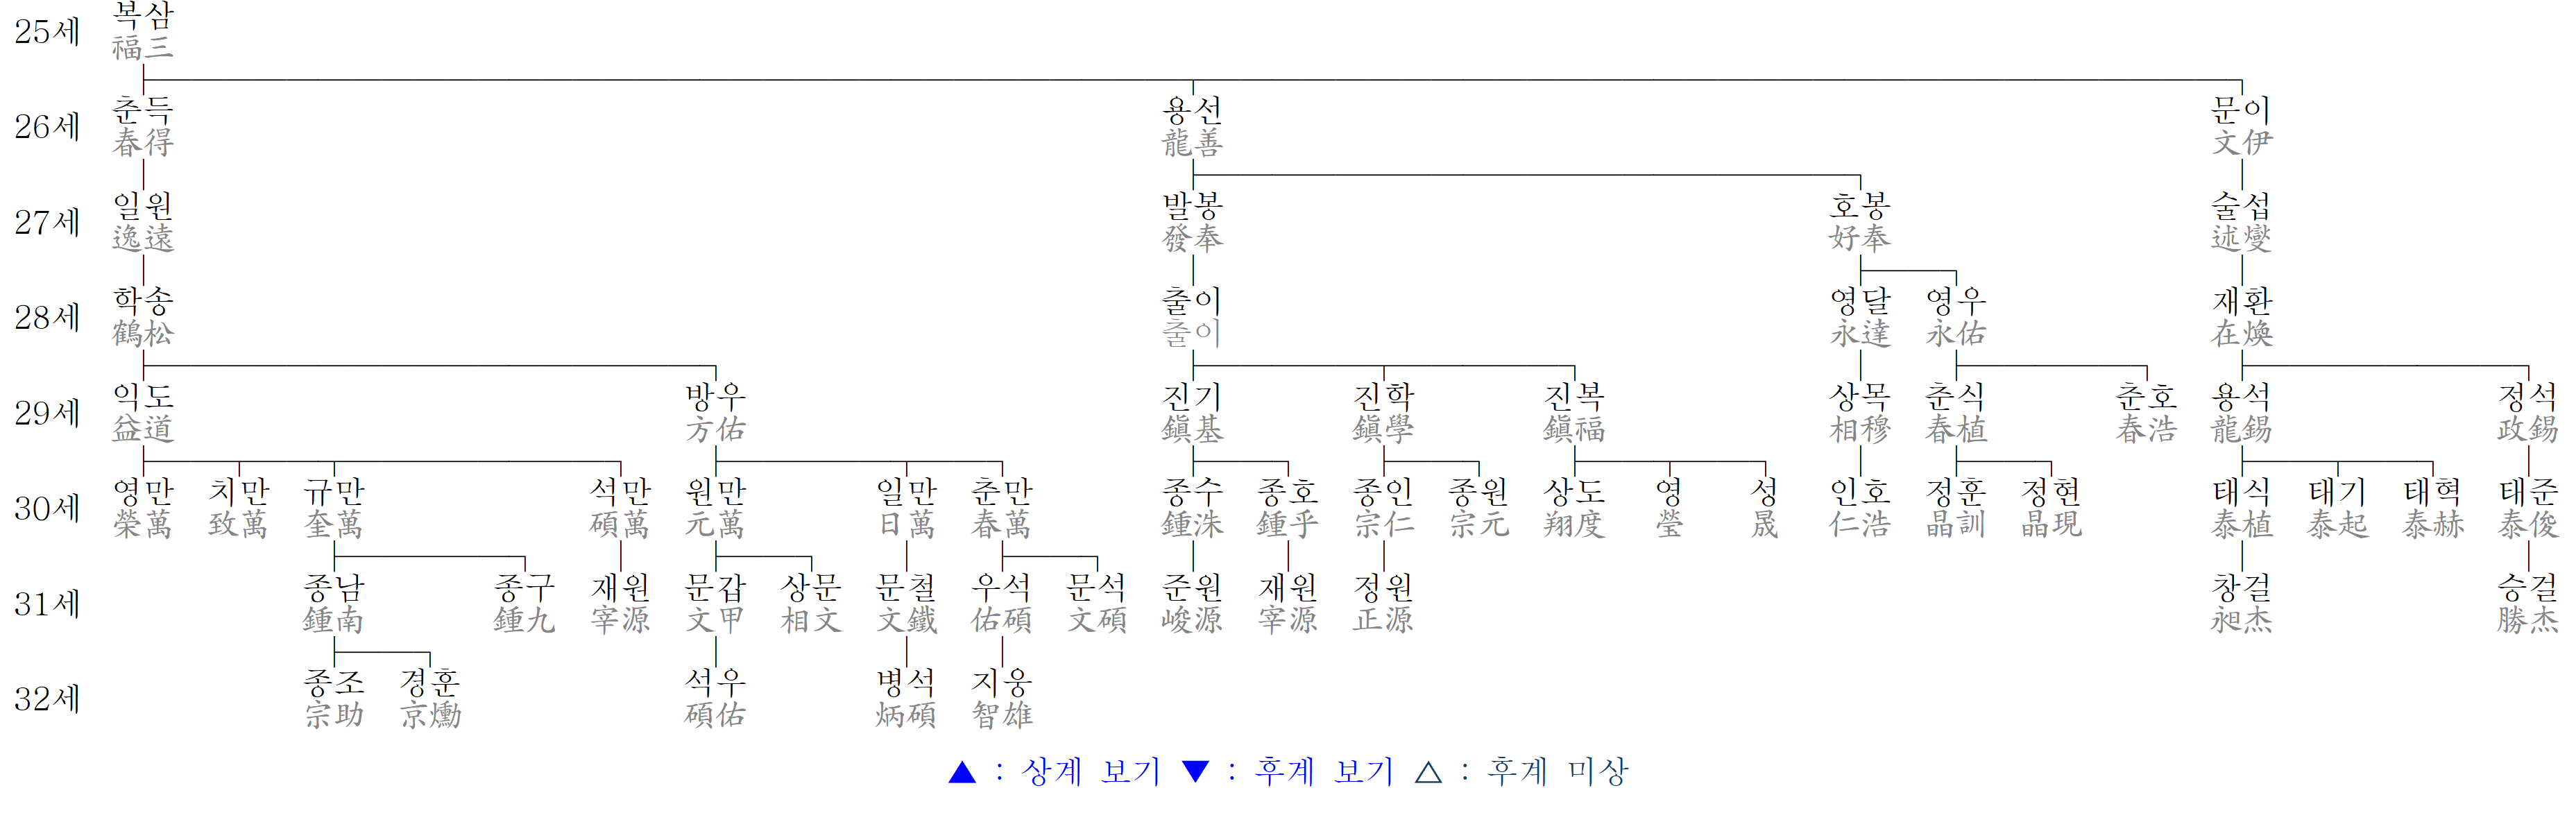 25세 복삼
福三
26세 춘득 용선 문이
春得 龍善 文伊
27세 일원 발봉 호봉 술섭
逸遠 發奉 好奉 述燮
28세 학송 출이 영달 영우 재환
鶴松 출이 永達 永佑 在煥
29세 익도 방우 진기 진학 진복 상목 춘식 춘호 용석 정석
益道 方佑 鎭基 鎭學 鎭福 相穆 春植 春浩 龍錫 政錫
30세 영만 치만 규만 석만 원만 일만 춘만 종수 종호 종인 종원 상도 영 성 인호 정훈 정현 태식 태기 태혁 태준
榮萬 致萬 奎萬 碩萬 元萬 日萬 春萬 鍾洙 鍾乎 宗仁 宗元 翔度 瑩 晟 仁浩 晶訓 晶現 泰植 泰起 泰赫 泰俊
31세 종남 종구 재원 문갑 상문 문철 우석 문석 준원 재원 정원 창걸 승걸
鍾南 鍾九 宰源 文甲 相文 文鐵 佑碩 文碩 峻源 宰源 正源 昶杰 勝杰
32세 종조 경훈 석우 병석 지웅
宗助 京爋 碩佑 炳碩 智雄
▲ : 상계 보기 ▼ : 후계 보기 △ : 후계 미상